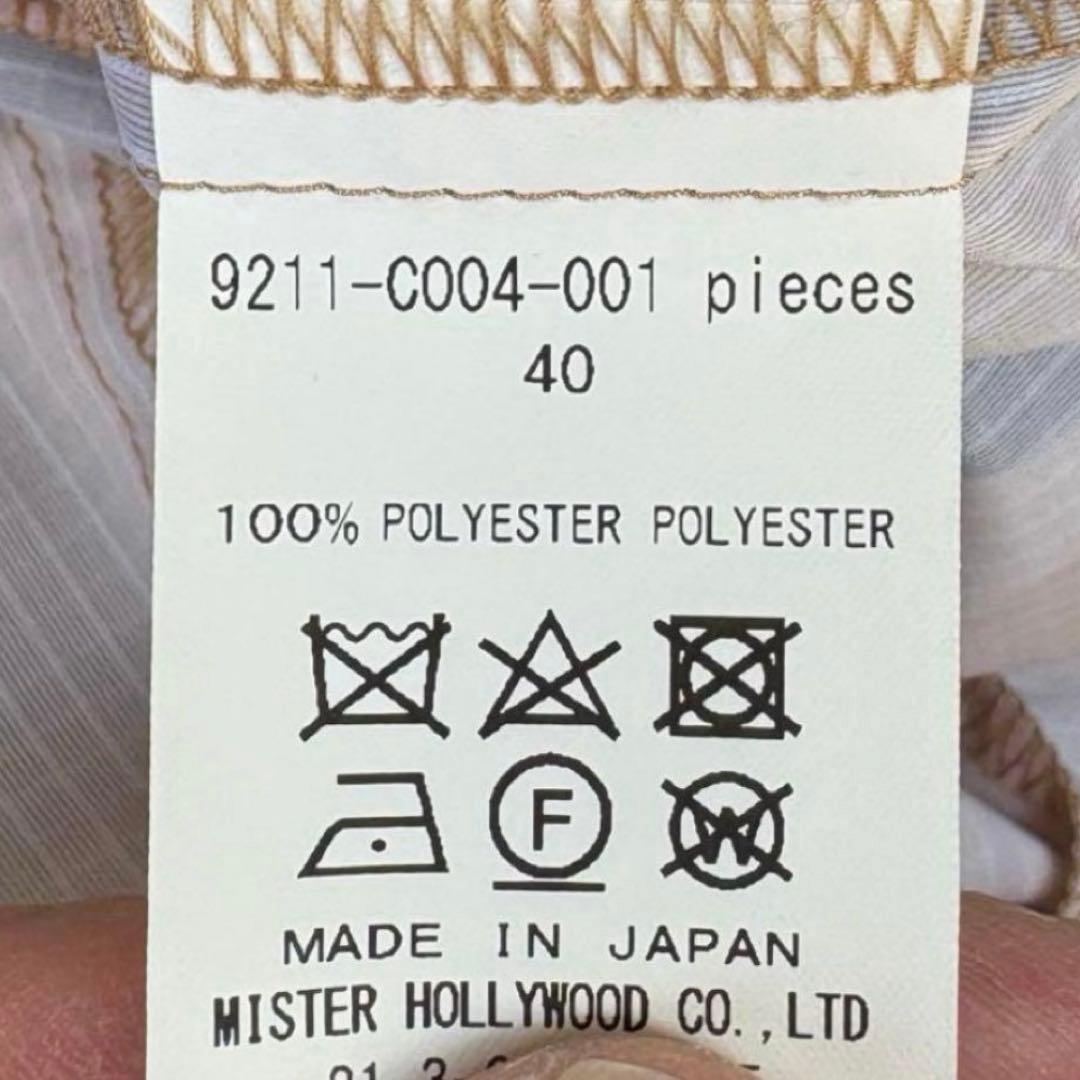 9211-C004-001 pieces
40
100% POLYESTER POLYESTER
F
W
MADE IN JAPAN
MISTER HOLLYWOOD CO.,LTD